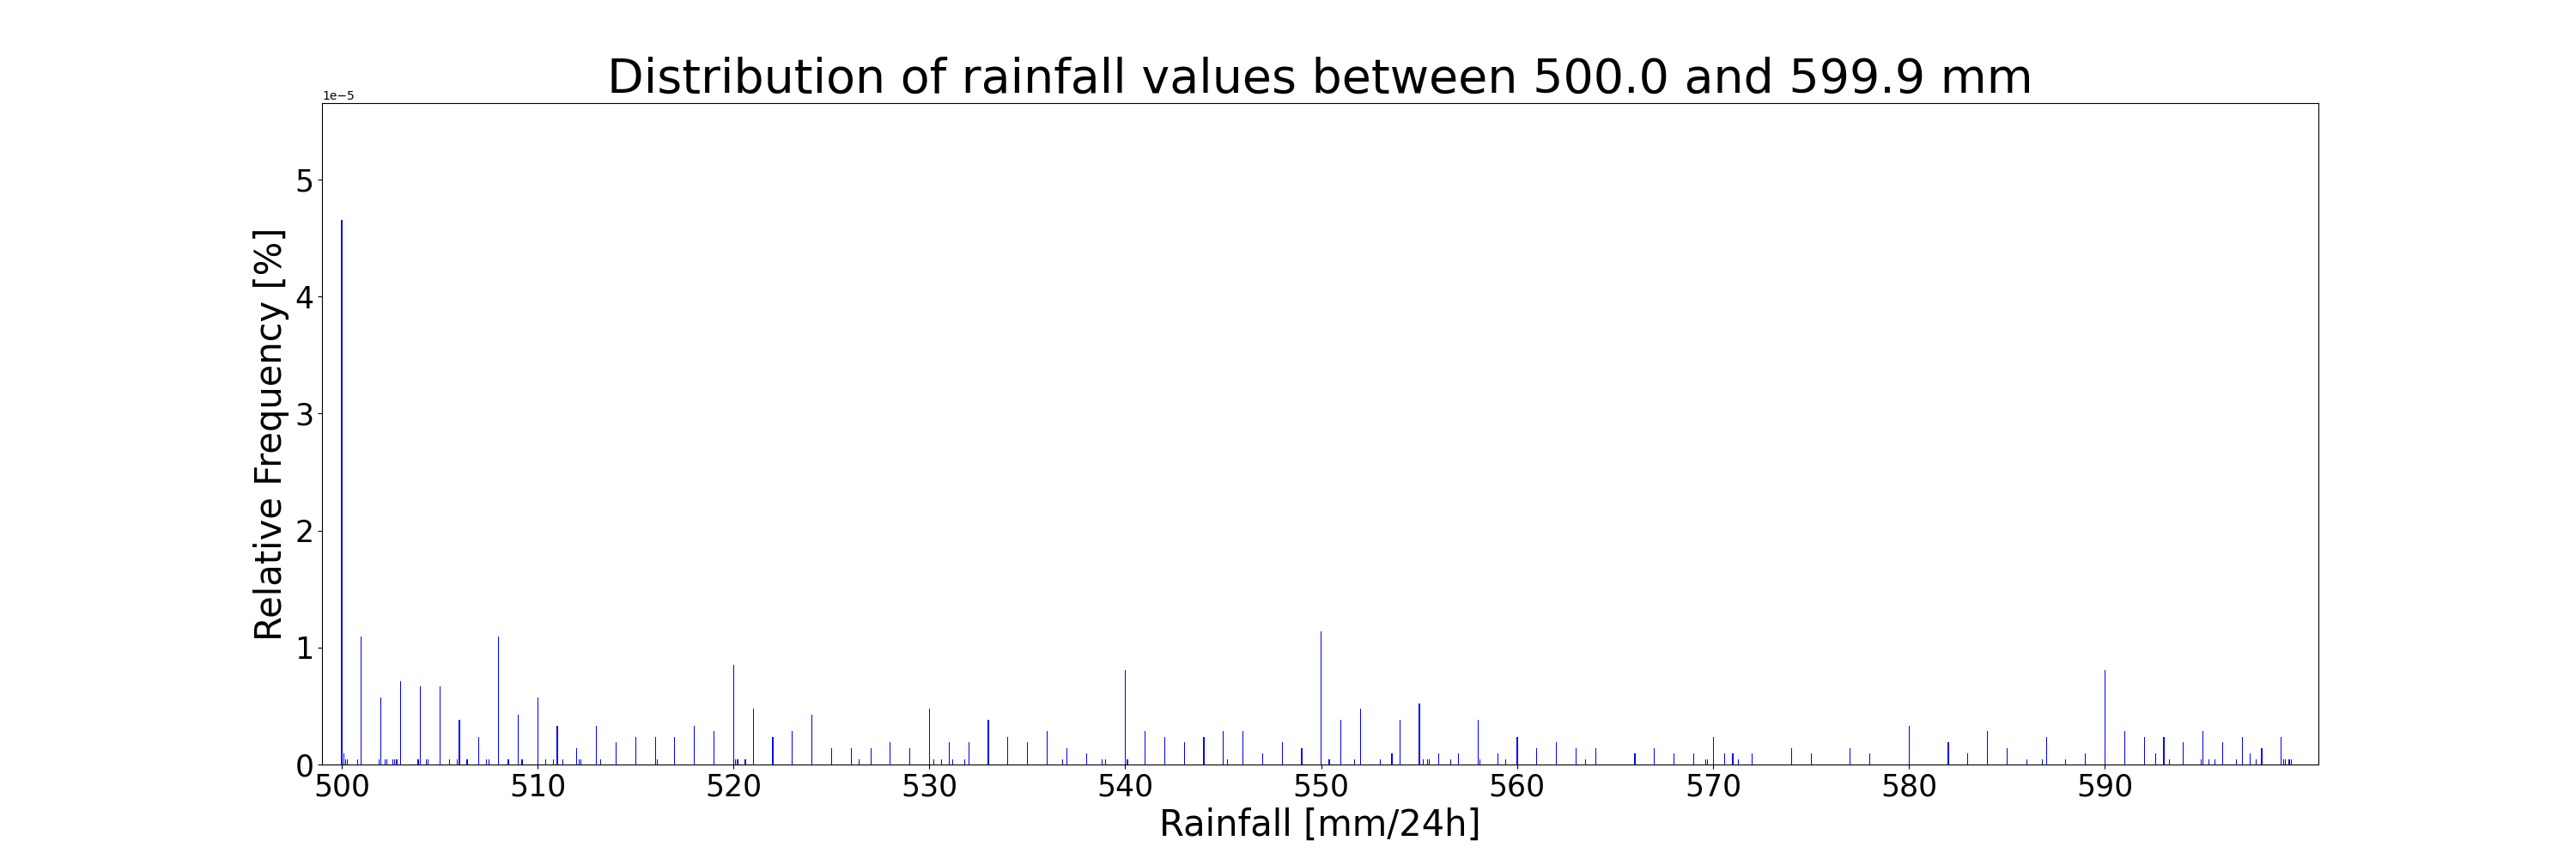 Distribution of rainfall values between 500.0 and 599.9 mm
1e−5
5
4
3
2
1
0
Relative Frequency [%]
500 510 520 530 540 550 560 570 580 590
Rainfall [mm/24h]